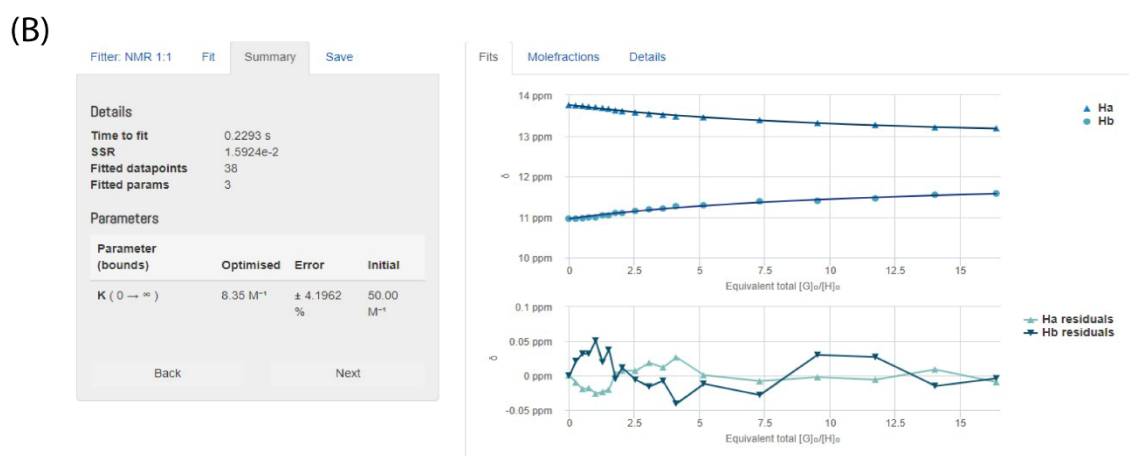 (B)
Fitter: NMR 1:1 Fit Summary Save
Details
Time to fit 0.2293 s
SSR 1.5924e-2
Fitted datapoints 38
Fitted params 3
Parameters
Parameter (bounds) Optimised Error Initial
K ( 0 → ∞ ) 8.35 M⁻¹ ± 4.1962 % 50.00 M⁻¹
Back Next
Fits Molefractions Details
14 ppm
13 ppm
12 ppm
11 ppm
10 ppm
δ
0 2.5 5 7.5 10 12.5 15
Equivalent total [G]₀/[H]₀
Ha
Hb
0.1 ppm
0.05 ppm
0 ppm
-0.05 ppm
δ
0 2.5 5 7.5 10 12.5 15
Equivalent total [G]₀/[H]₀
Ha residuals
Hb residuals